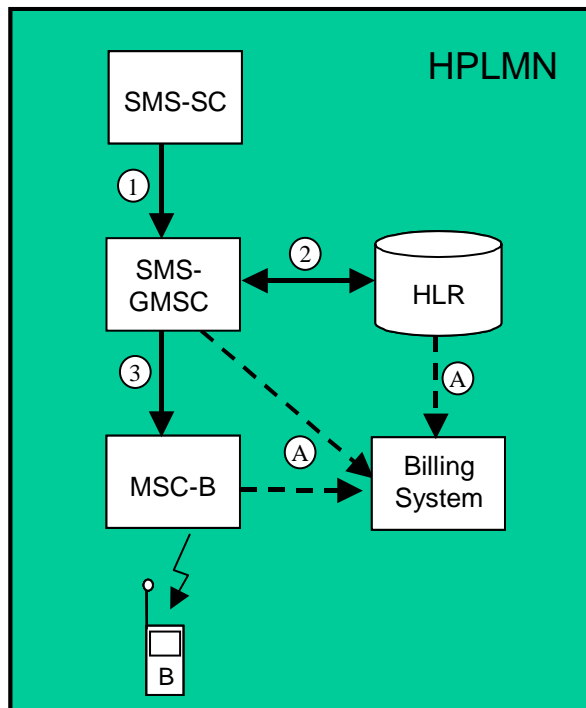 HPLMN
SMS-SC
1
SMS-
GMSC
2
HLR
3
A
A
MSC-B
Billing
System
B